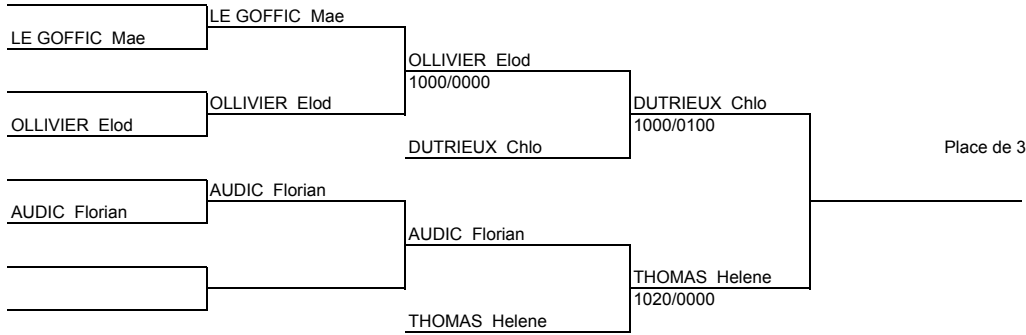 LE GOFFIC Mae
LE GOFFIC Mae
OLLIVIER Elod
1000/0000
OLLIVIER Elod
DUTRIEUX Chlo
OLLIVIER Elod
1000/0100
DUTRIEUX Chlo
Place de 3
AUDIC Florian
AUDIC Florian
AUDIC Florian
THOMAS Helene
1020/0000
THOMAS Helene